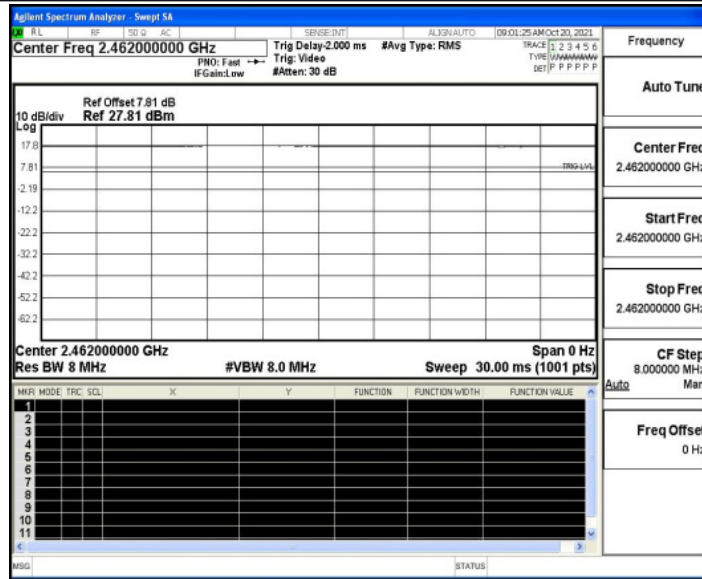 Agilent Spectrum Analyzer - Swept SA
RL RF 50 Ω AC SENSE:INT ALIGNAUTO 09:01:25 AM Oct 20, 2021
Center Freq 2.462000000 GHz
PNO: Fast
IFGain:Low
Trig Delay-2.000 ms
Trig: Video
#Atten: 30 dB
#Avg Type: RMS
TRACE 1 2 3 4 5 6
TYPE
DET P P P P P P
Ref Offset 7.81 dB
10 dB/div Ref 27.81 dBm
Log
17.8
7.81
TRIG LVL
-2.19
-12.2
-22.2
-32.2
-42.2
-52.2
-62.2
Center 2.462000000 GHz Span 0 Hz
Res BW 8 MHz #VBW 8.0 MHz Sweep 30.00 ms (1001 pts)
MKR MODE TRC SCL X Y FUNCTION FUNCTION WIDTH FUNCTION VALUE
1
2
3
4
5
6
7
8
9
10
11
MSG STATUS
Frequency
Auto Tune
Center Freq
2.462000000 GHz
Start Freq
2.462000000 GHz
Stop Freq
2.462000000 GHz
CF Step
8.000000 MHz
Auto Man
Freq Offset
0 Hz